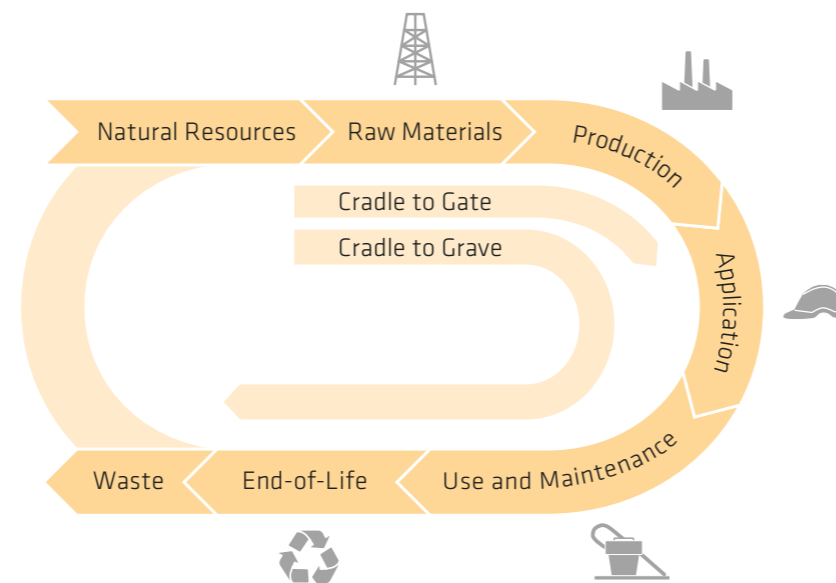 Natural Resources
Raw Materials
Production
Cradle to Gate
Cradle to Grave
Application
Use and Maintenance
End-of-Life
Waste